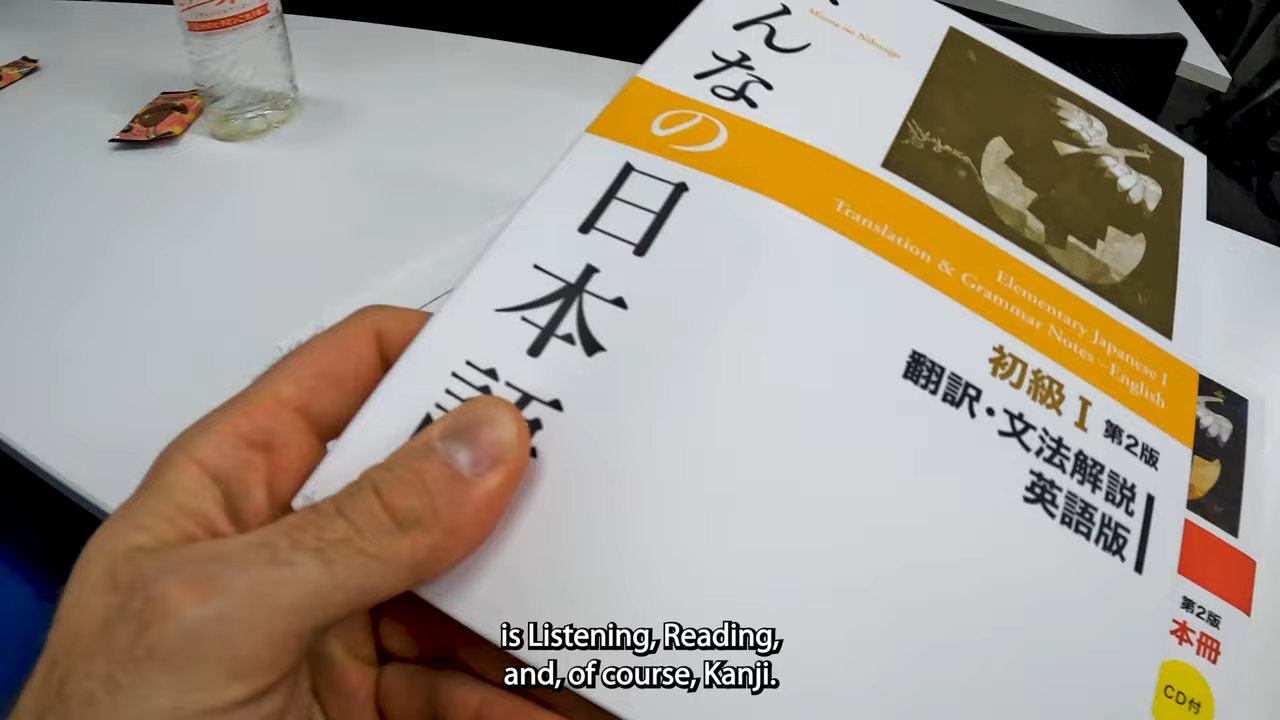 んなの日本語
Minna no Nihongo
Elementary Japanese I
Translation & Grammar Notes – English
初級 I 第2版
翻訳・文法解説
英語版
第2版
本冊
CD付
is Listening, Reading,
and, of course, Kanji.